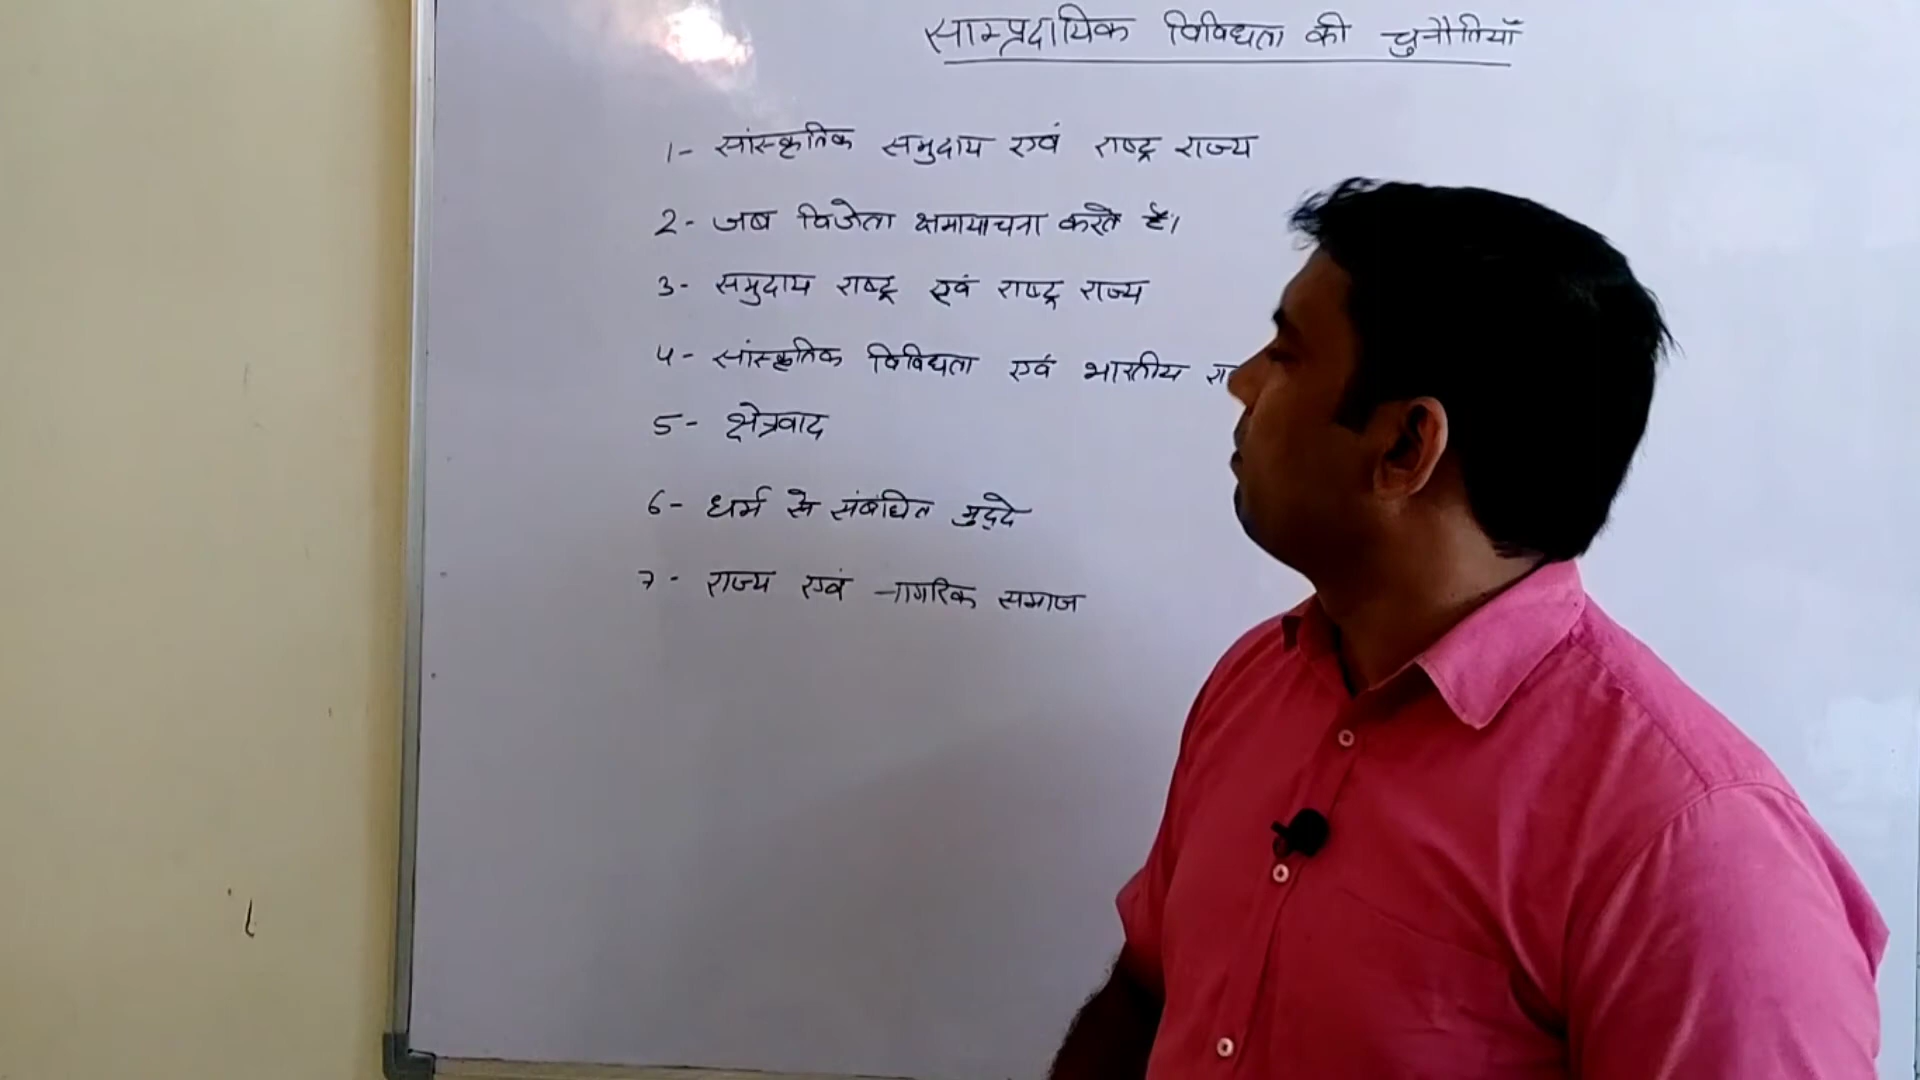 साम्प्रदायिक विविधता की चुनौतियाँ
1- सांस्कृतिक समुदाय एवं राष्ट्र राज्य
2- जब विजेता क्षमायाचना करते है।
3- समुदाय राष्ट्र एवं राष्ट्र राज्य
4- सांस्कृतिक विविधता एवं भारतीय
5- क्षेत्रवाद
6- धर्म से संबंधित मुद्दे
7- राज्य एवं नागरिक समाज